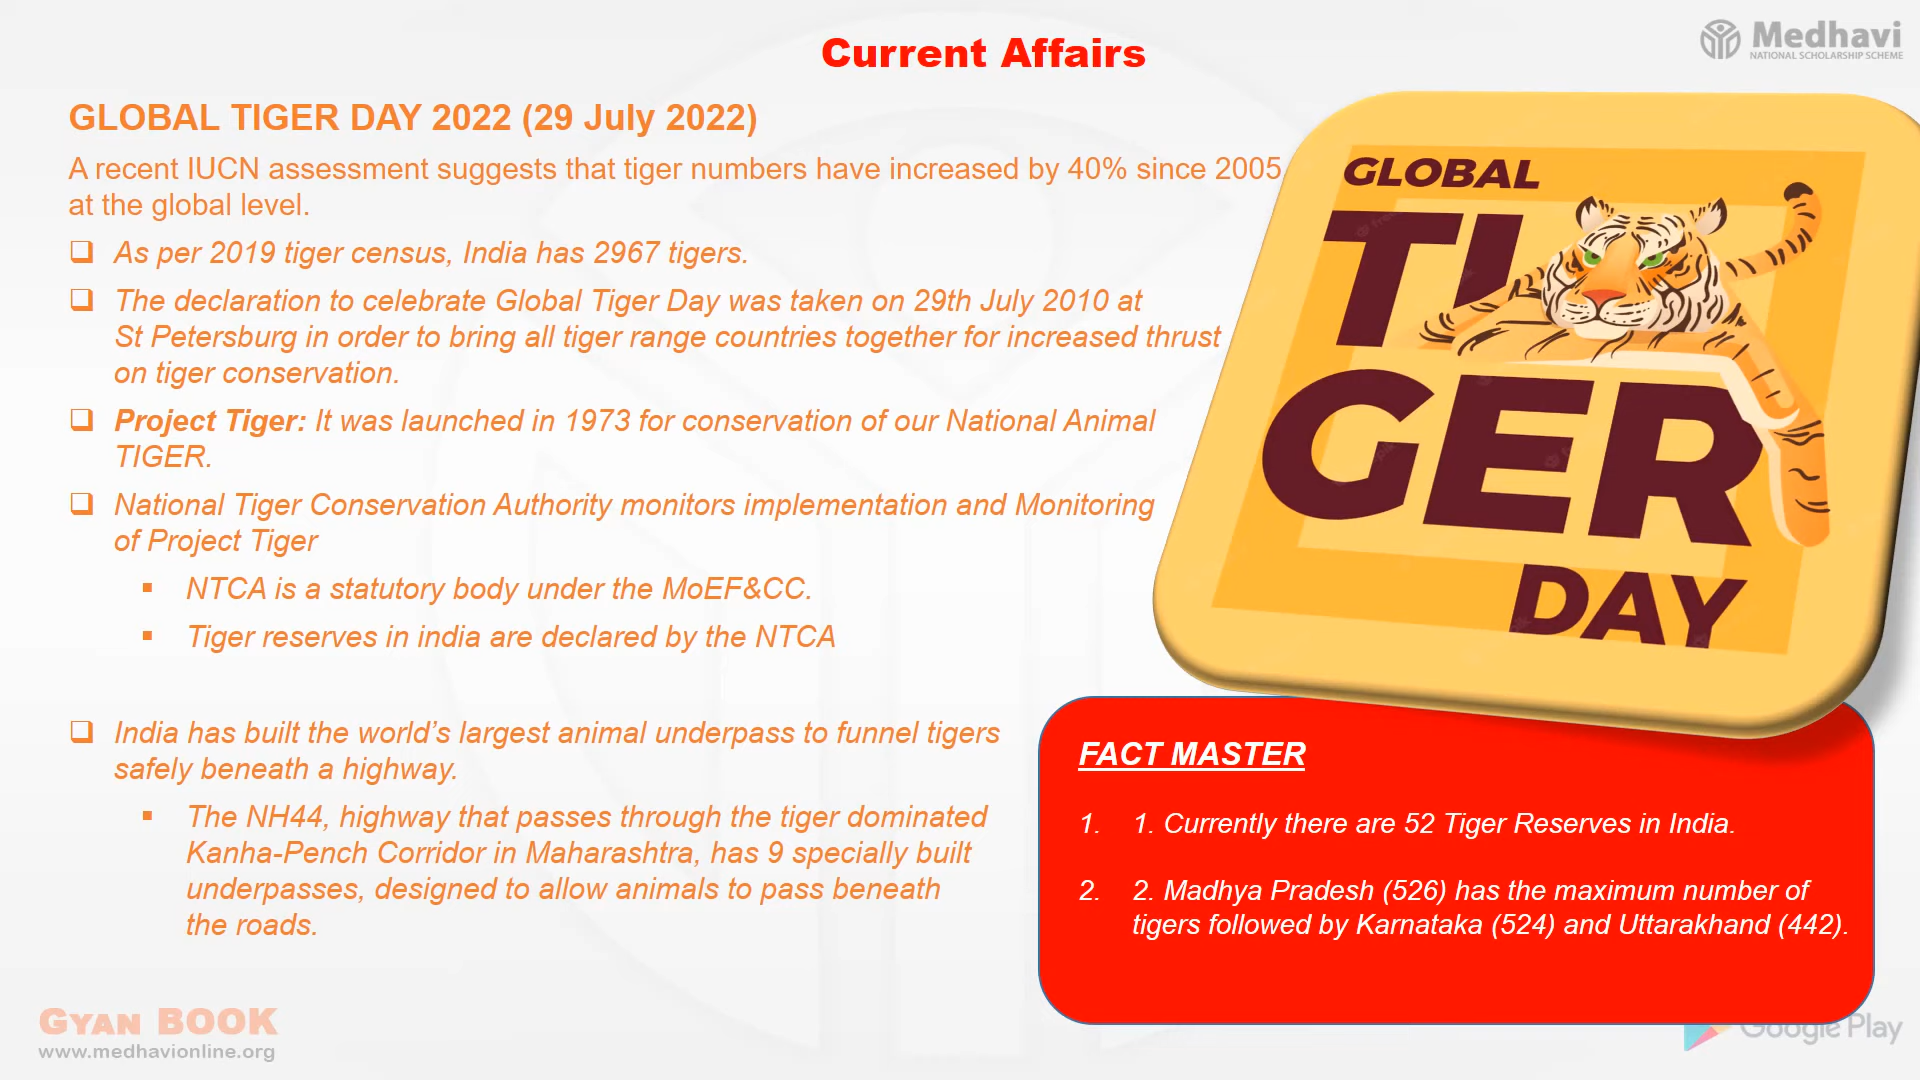 Current Affairs
Medhavi
NATIONAL SCHOLARSHIP SCHEME
GLOBAL TIGER DAY 2022 (29 July 2022)
A recent IUCN assessment suggests that tiger numbers have increased by 40% since 2005
at the global level.
As per 2019 tiger census, India has 2967 tigers.
The declaration to celebrate Global Tiger Day was taken on 29th July 2010 at
St Petersburg in order to bring all tiger range countries together for increased thrust
on tiger conservation.
Project Tiger: It was launched in 1973 for conservation of our National Animal
TIGER.
National Tiger Conservation Authority monitors implementation and Monitoring
of Project Tiger
NTCA is a statutory body under the MoEF&CC.
Tiger reserves in india are declared by the NTCA
India has built the world’s largest animal underpass to funnel tigers
safely beneath a highway.
The NH44, highway that passes through the tiger dominated
Kanha-Pench Corridor in Maharashtra, has 9 specially built
underpasses, designed to allow animals to pass beneath
the roads.
GLOBAL
TI
GER
DAY
FACT MASTER
1. 1. Currently there are 52 Tiger Reserves in India.
2. 2. Madhya Pradesh (526) has the maximum number of
tigers followed by Karnataka (524) and Uttarakhand (442).
GYAN BOOK
www.medhavionline.org
Google Play